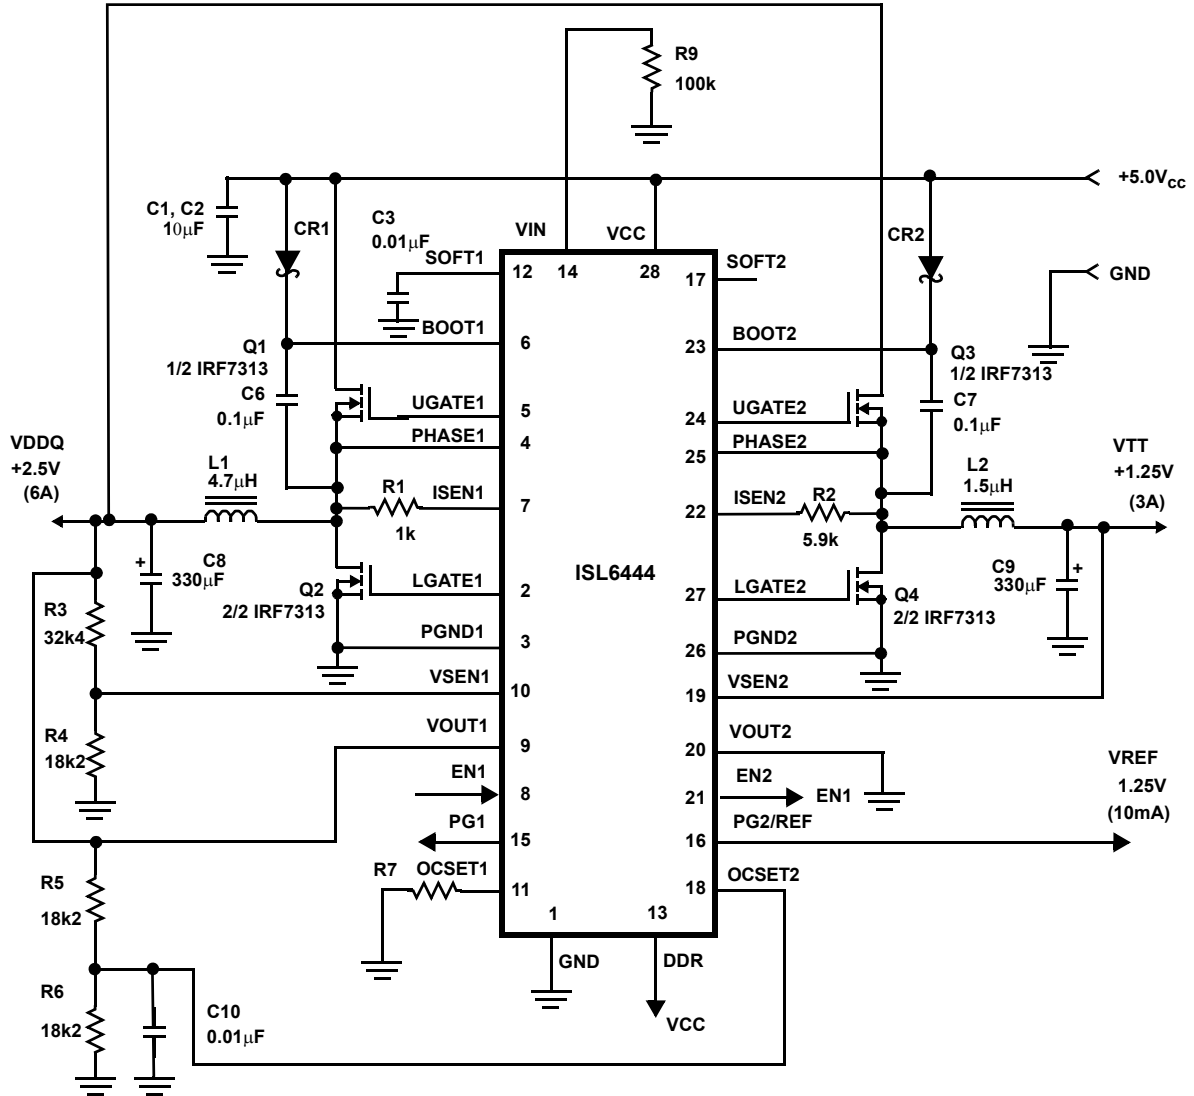 R9
100k
+5.0VCC
C1, C2
10µF
CR1
C3
0.01µF
VIN
VCC
CR2
SOFT1
12
14
28
17
SOFT2
GND
BOOT1
6
23
BOOT2
Q1
1/2 IRF7313
Q3
1/2 IRF7313
C6
0.1µF
UGATE1
5
24
UGATE2
C7
0.1µF
PHASE1
4
25
PHASE2
VDDQ
+2.5V
(6A)
L1
4.7µH
R1
1k
ISEN1
7
22
ISEN2
R2
5.9k
L2
1.5µH
VTT
+1.25V
(3A)
C8
330µF
+
ISL6444
C9
330µF
+
Q2
2/2 IRF7313
LGATE1
2
27
LGATE2
Q4
2/2 IRF7313
R3
32k4
PGND1
3
26
PGND2
VSEN1
10
19
VSEN2
R4
18k2
VOUT1
9
20
VOUT2
EN1
8
21
EN2
EN1
VREF
1.25V
(10mA)
PG1
15
16
PG2/REF
R7
OCSET1
11
18
OCSET2
R5
18k2
1
13
GND
DDR
VCC
R6
18k2
C10
0.01µF